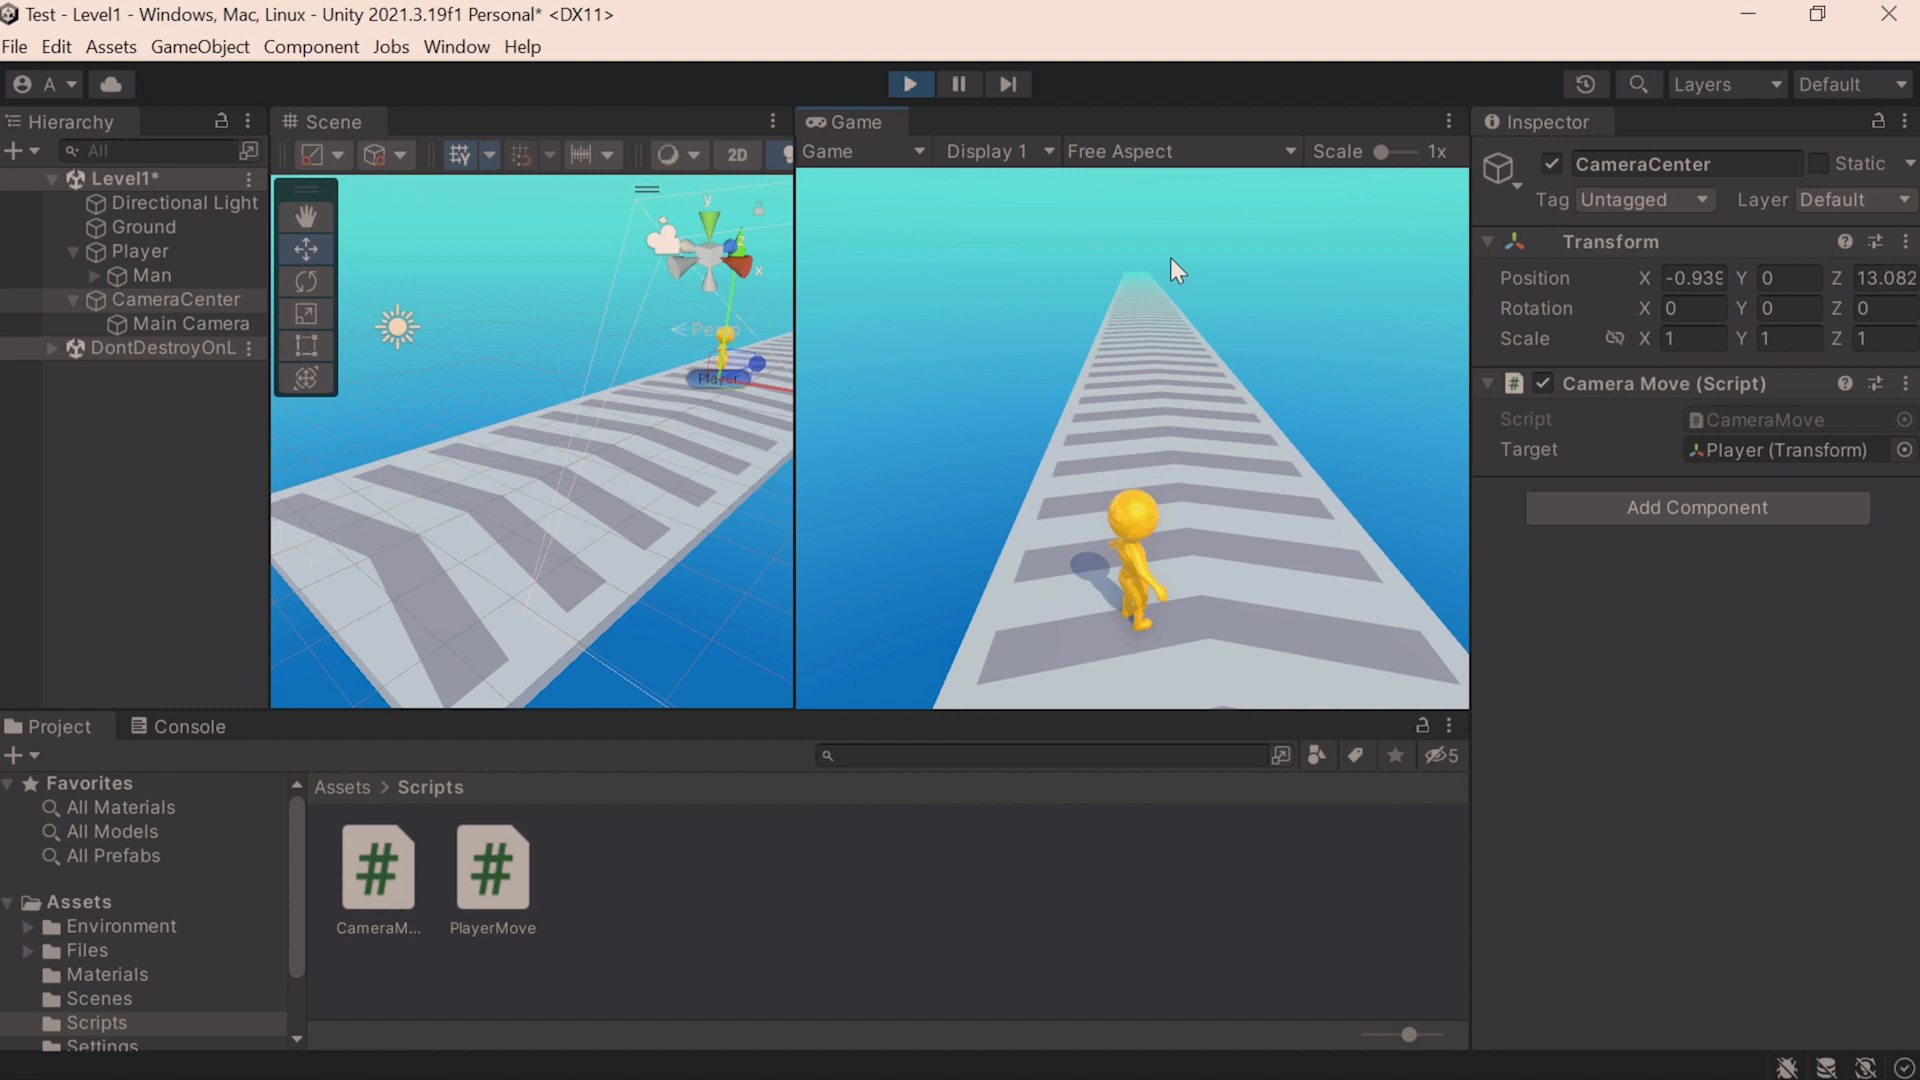 Test - Level1 - Windows, Mac, Linux - Unity 2021.3.19f1 Personal* <DX11>
File Edit Assets GameObject Component Jobs Window Help
A
Layers Default
Hierarchy
All
Level1*
Directional Light
Ground
Player
Man
CameraCenter
Main Camera
DontDestroyOnL
Scene
2D
y
z
x
Persp
Player
Game
Game Display 1 Free Aspect Scale 1x
Inspector
CameraCenter Static
Tag Untagged Layer Default
Transform
Position X -0.939 Y 0 Z 13.082
Rotation X 0 Y 0 Z 0
Scale X 1 Y 1 Z 1
# Camera Move (Script)
Script CameraMove
Target Player (Transform)
Add Component
Project Console
5
Favorites
All Materials
All Models
All Prefabs
Assets
Environment
Files
Materials
Scenes
Scripts
Settings
Assets > Scripts
# #
CameraM... PlayerMove